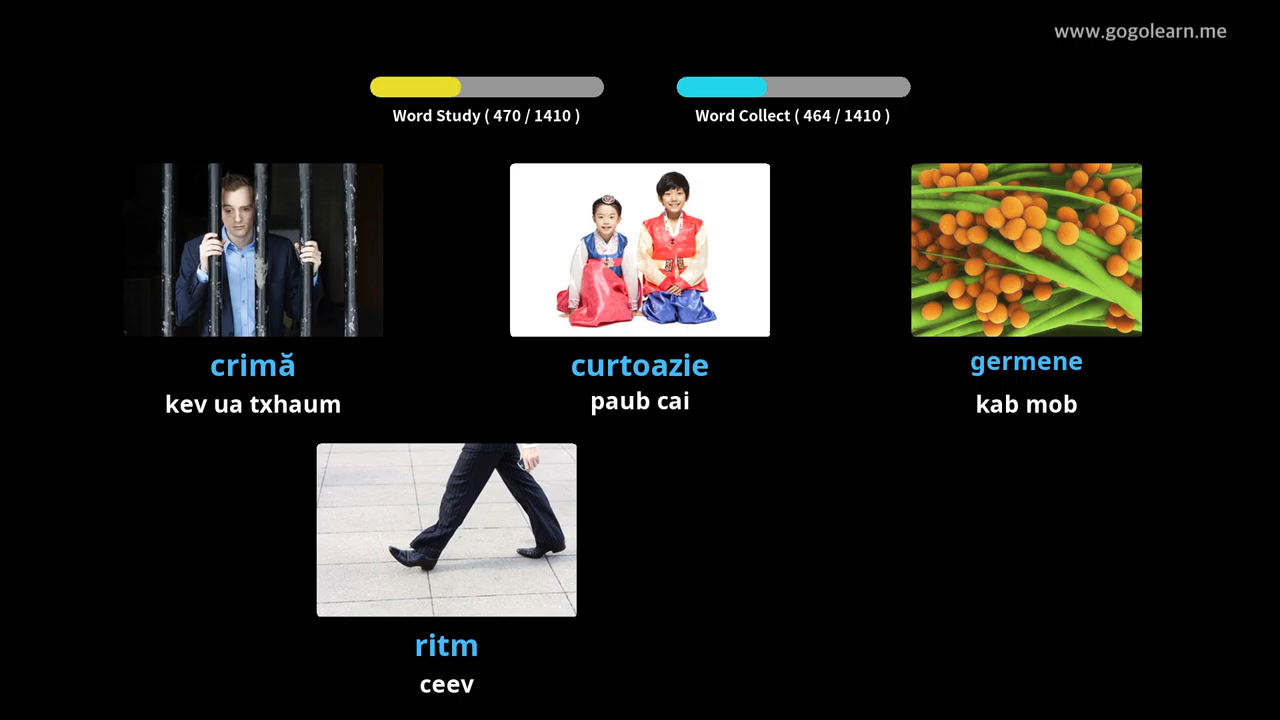 www.gogolearn.me
Word Study ( 470 / 1410 )
Word Collect ( 464 / 1410 )
crimă
kev ua txhaum
curtoazie
paub cai
germene
kab mob
ritm
ceev